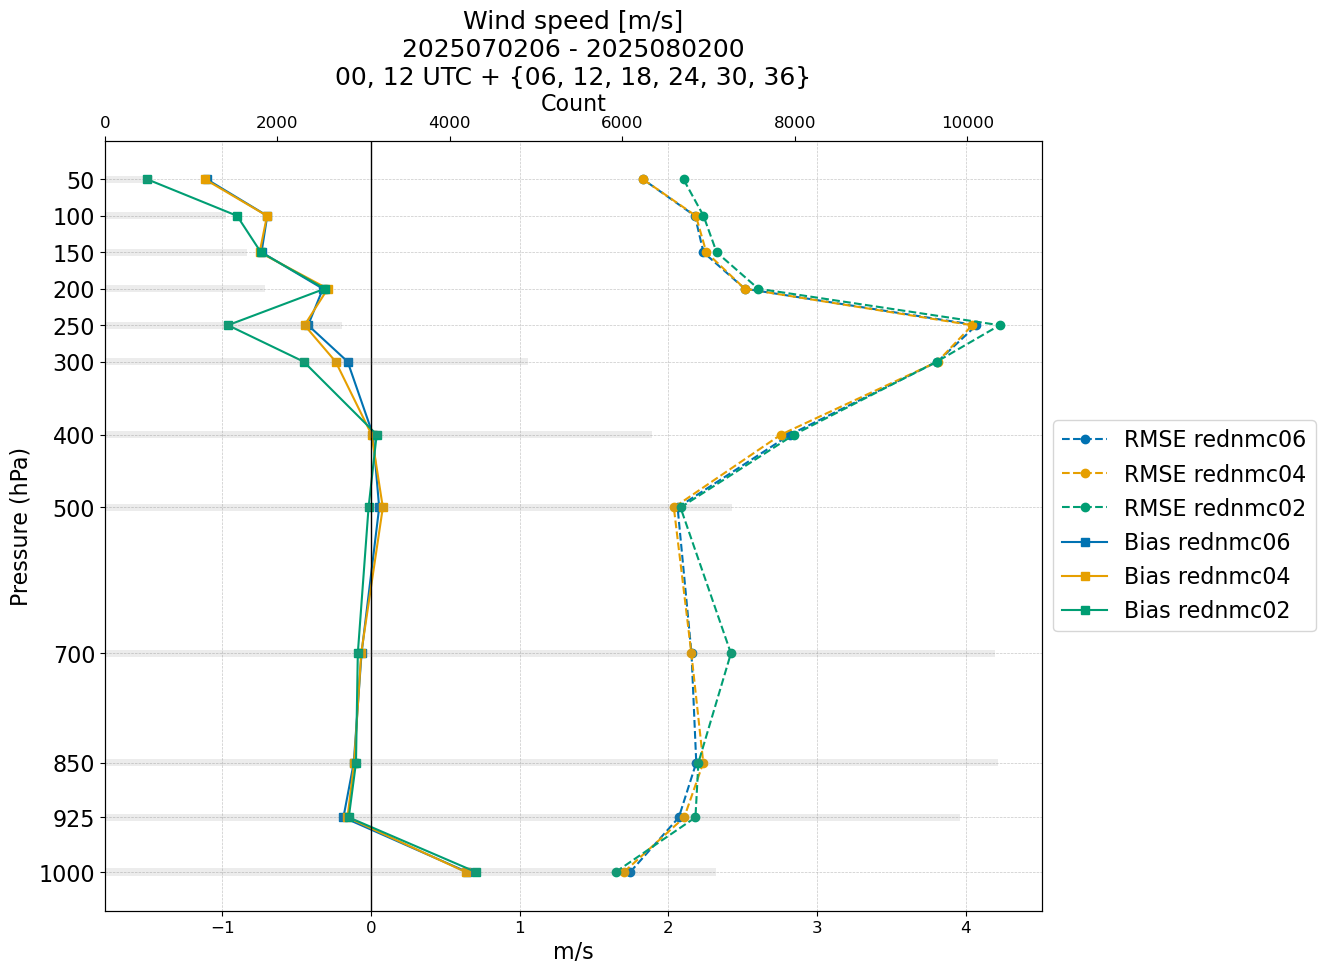 Wind speed [m/s]
2025070206 - 2025080200
00, 12 UTC + {06, 12, 18, 24, 30, 36}
Count
0 2000 4000 6000 8000 10000
Pressure (hPa)
50
100
150
200
250
300
400
500
700
850
925
1000
−1 0 1 2 3 4
m/s
RMSE rednmc06
RMSE rednmc04
RMSE rednmc02
Bias rednmc06
Bias rednmc04
Bias rednmc02